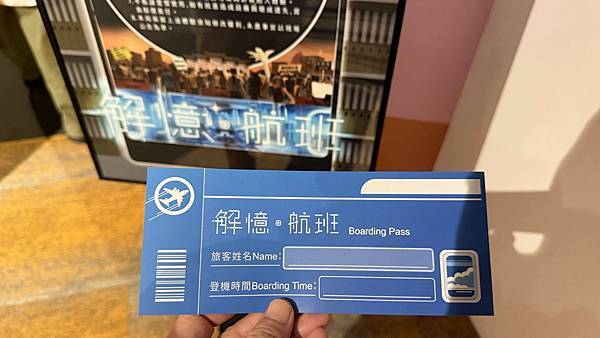 解憶航班
解憶航班 Boarding Pass
旅客姓名Name:
登機時間Boarding Time: